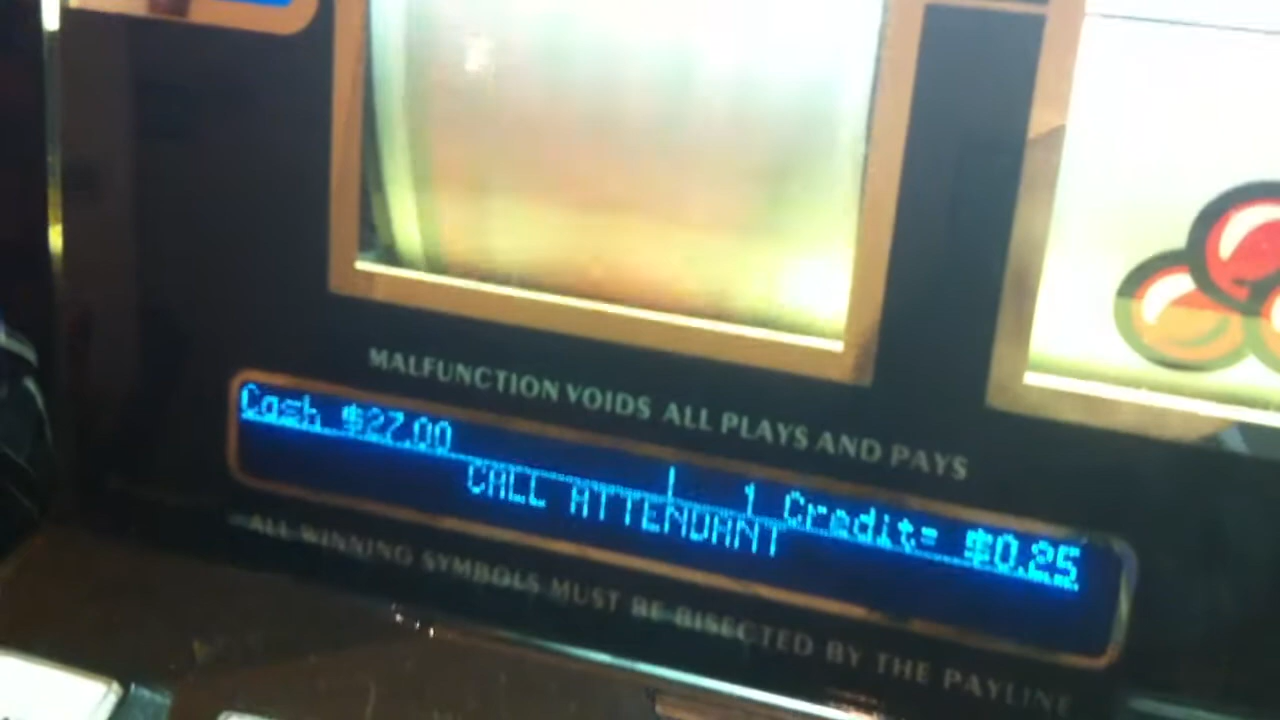 MALFUNCTION VOIDS ALL PLAYS AND PAYS
Cash $27.00 1 Credit= $0.25
CALL ATTENDANT
ALL WINNING SYMBOLS MUST BE BISECTED BY THE PAYLINE